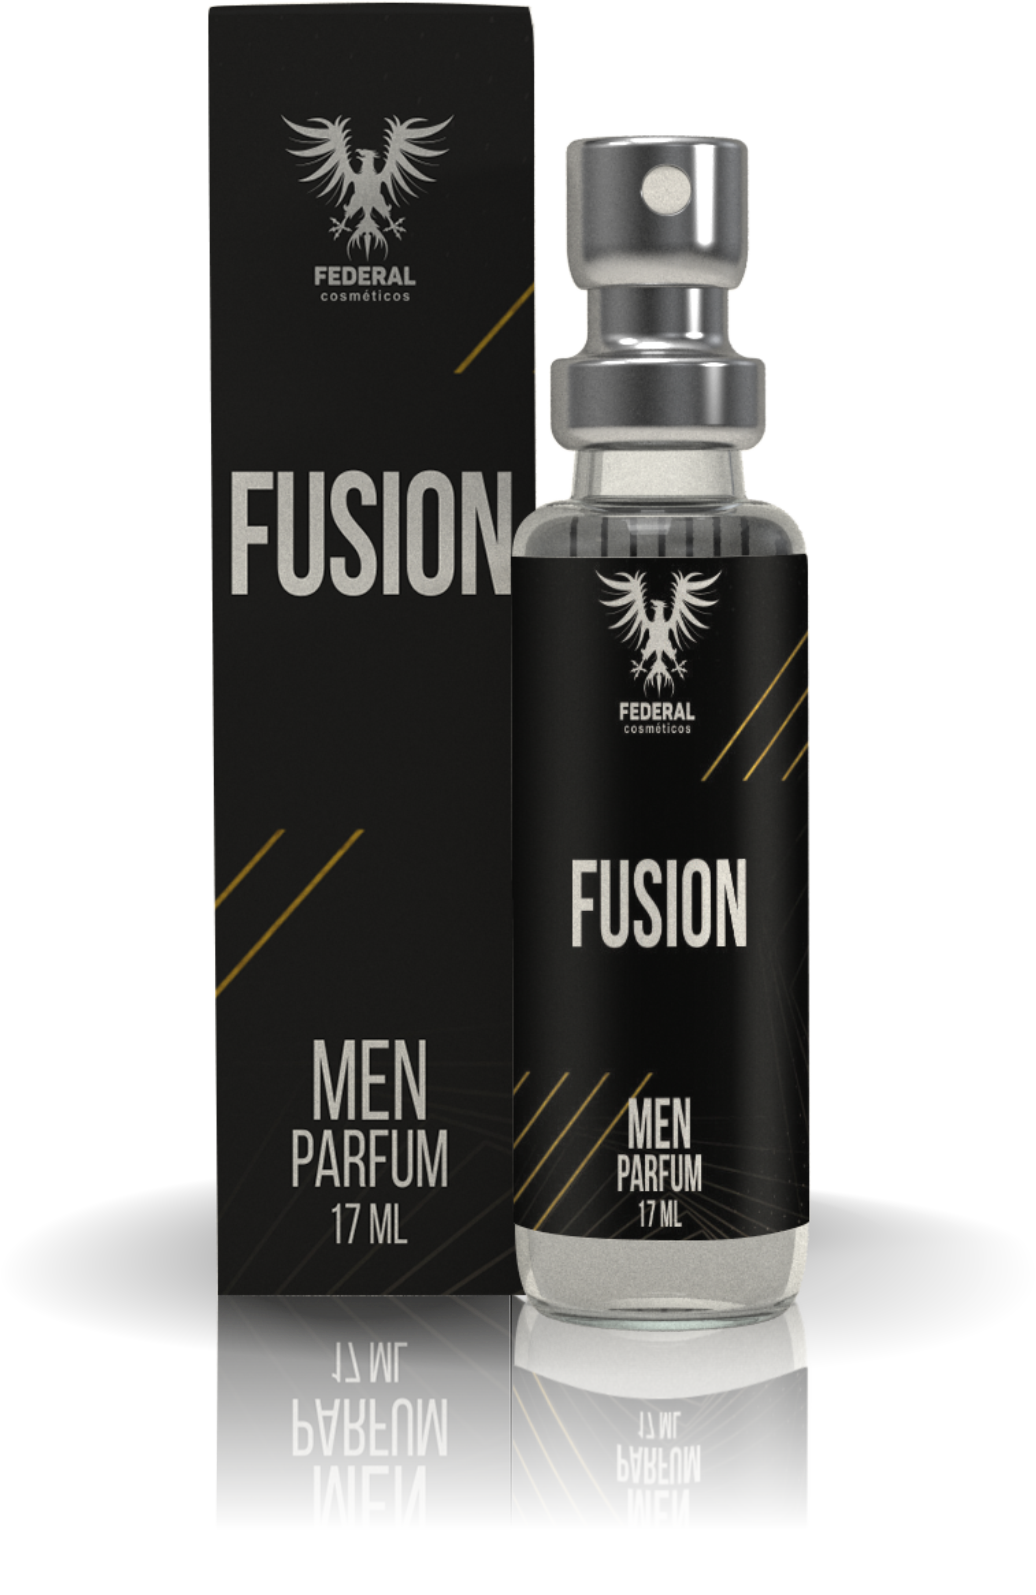 FEDERAL
cosméticos
FUSION
MEN
PARFUM
17 ML
FEDERAL
cosméticos
FUSION
MEN
PARFUM
17 ML